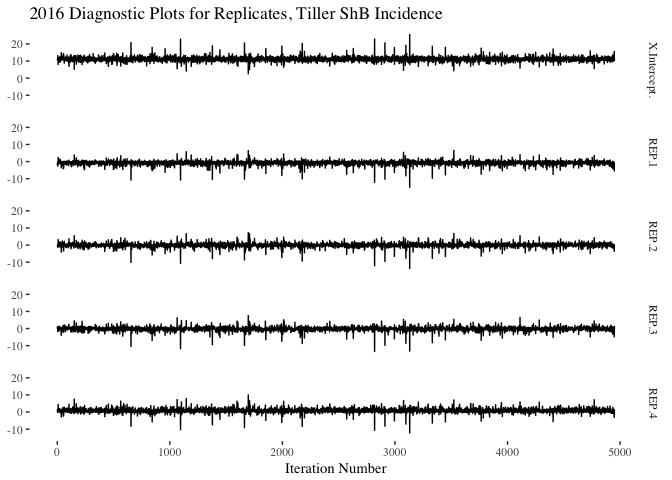 2016 Diagnostic Plots for Replicates, Tiller ShB Incidence
20
10
0
-10
X.Intercept.
20
10
0
-10
REP.1
20
10
0
-10
REP.2
20
10
0
-10
REP.3
20
10
0
-10
REP.4
0 1000 2000 3000 4000 5000
Iteration Number